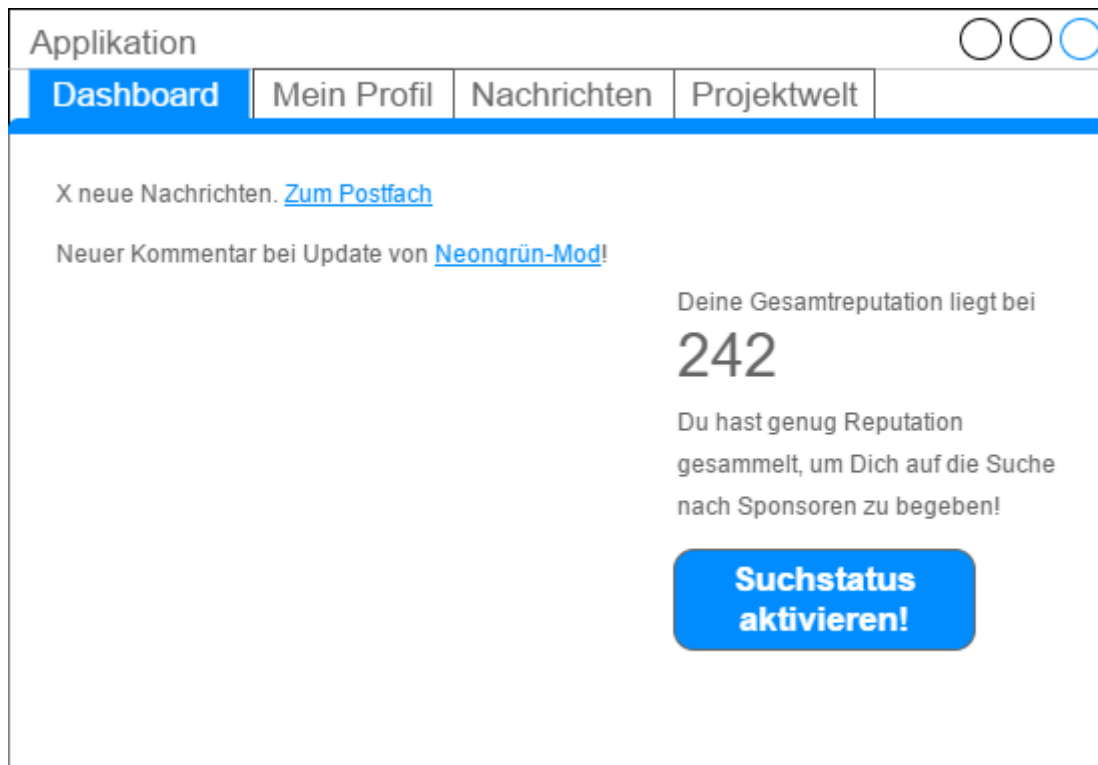 Applikation
Dashboard Mein Profil Nachrichten Projektwelt
X neue Nachrichten. Zum Postfach
Neuer Kommentar bei Update von Neongrün-Mod!
Deine Gesamtreputation liegt bei
242
Du hast genug Reputation
gesammelt, um Dich auf die Suche
nach Sponsoren zu begeben!
Suchstatus
aktivieren!